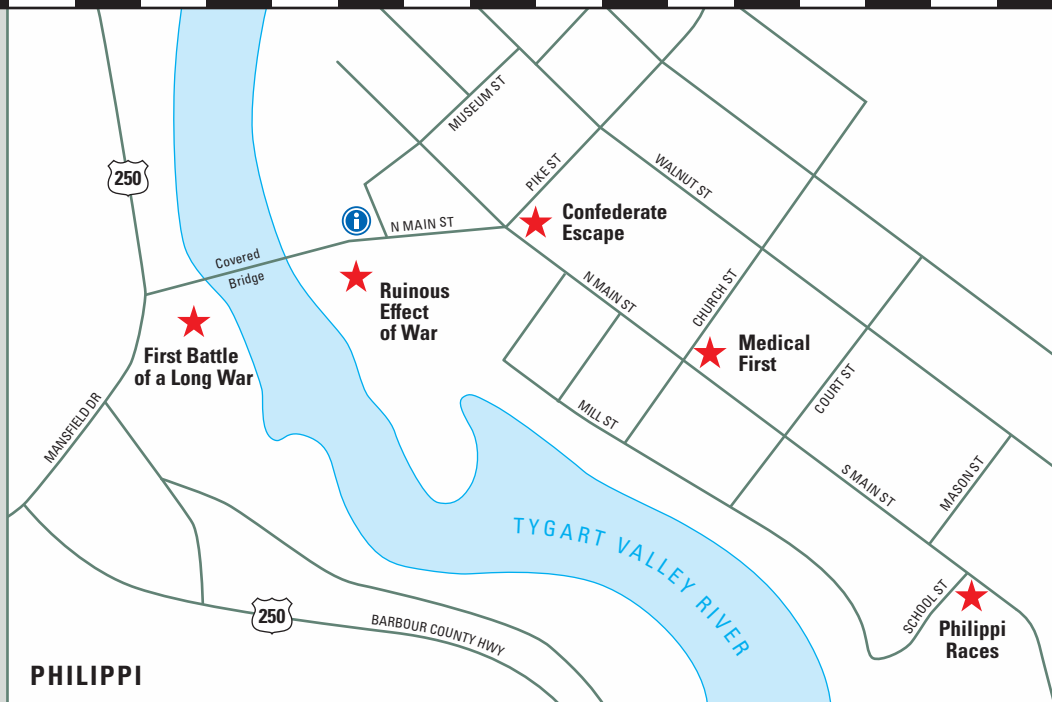 MUSEUM ST
250
PIKE ST
WALNUT ST
Confederate
Escape
i
N MAIN ST
Covered
Bridge
Ruinous
Effect
of War
N MAIN ST
CHURCH ST
First Battle
of a Long War
Medical
First
MANSFIELD DR
MILL ST
COURT ST
S MAIN ST
MASON ST
TYGART VALLEY RIVER
SCHOOL ST
250
BARBOUR COUNTY HWY
Philippi
Races
PHILIPPI